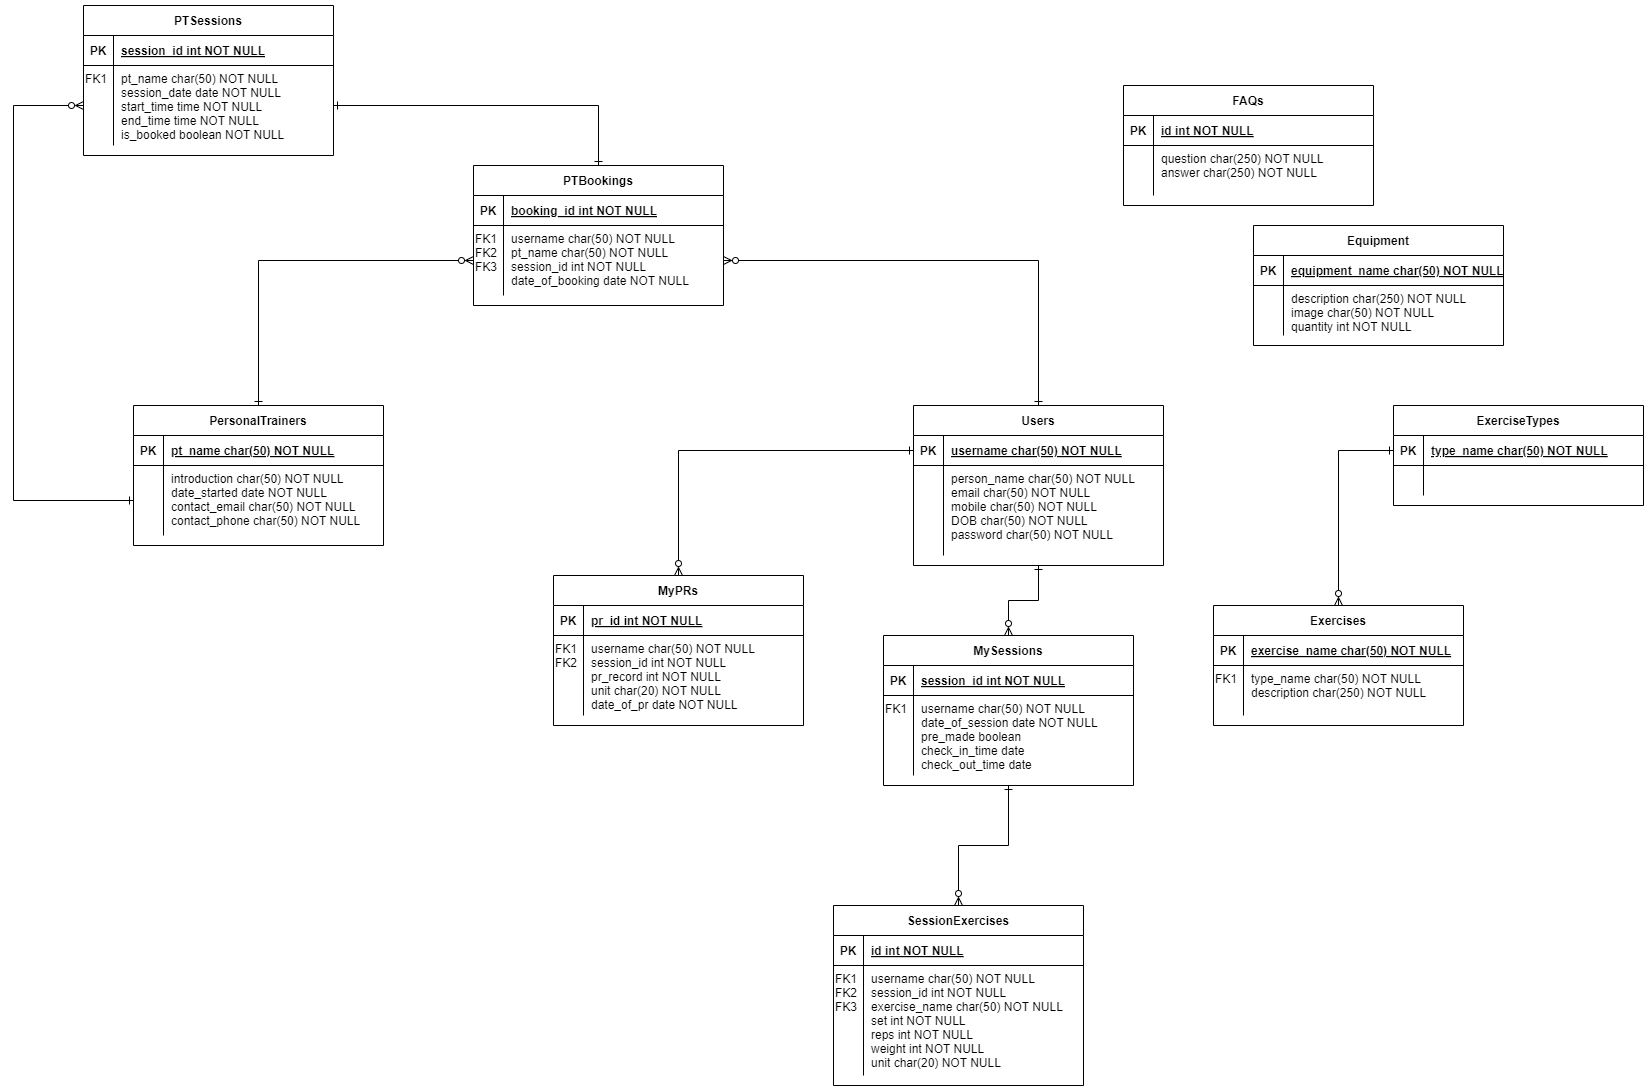 PTSessions
PK session_id int NOT NULL
FK1 pt_name char(50) NOT NULL
session_date date NOT NULL
start_time time NOT NULL
end_time time NOT NULL
is_booked boolean NOT NULL
FAQs
PK id int NOT NULL
question char(250) NOT NULL
answer char(250) NOT NULL
PTBookings
PK booking_id int NOT NULL
FK1 username char(50) NOT NULL
FK2 pt_name char(50) NOT NULL
FK3 session_id int NOT NULL
date_of_booking date NOT NULL
Equipment
PK equipment_name char(50) NOT NULL
description char(250) NOT NULL
image char(50) NOT NULL
quantity int NOT NULL
PersonalTrainers
PK pt_name char(50) NOT NULL
introduction char(50) NOT NULL
date_started date NOT NULL
contact_email char(50) NOT NULL
contact_phone char(50) NOT NULL
Users
PK username char(50) NOT NULL
person_name char(50) NOT NULL
email char(50) NOT NULL
mobile char(50) NOT NULL
DOB char(50) NOT NULL
password char(50) NOT NULL
ExerciseTypes
PK type_name char(50) NOT NULL
MyPRs
PK pr_id int NOT NULL
FK1 username char(50) NOT NULL
FK2 session_id int NOT NULL
pr_record int NOT NULL
unit char(20) NOT NULL
date_of_pr date NOT NULL
MySessions
PK session_id int NOT NULL
FK1 username char(50) NOT NULL
date_of_session date NOT NULL
pre_made boolean
check_in_time date
check_out_time date
Exercises
PK exercise_name char(50) NOT NULL
FK1 type_name char(50) NOT NULL
description char(250) NOT NULL
SessionExercises
PK id int NOT NULL
FK1 username char(50) NOT NULL
FK2 session_id int NOT NULL
FK3 exercise_name char(50) NOT NULL
set int NOT NULL
reps int NOT NULL
weight int NOT NULL
unit char(20) NOT NULL